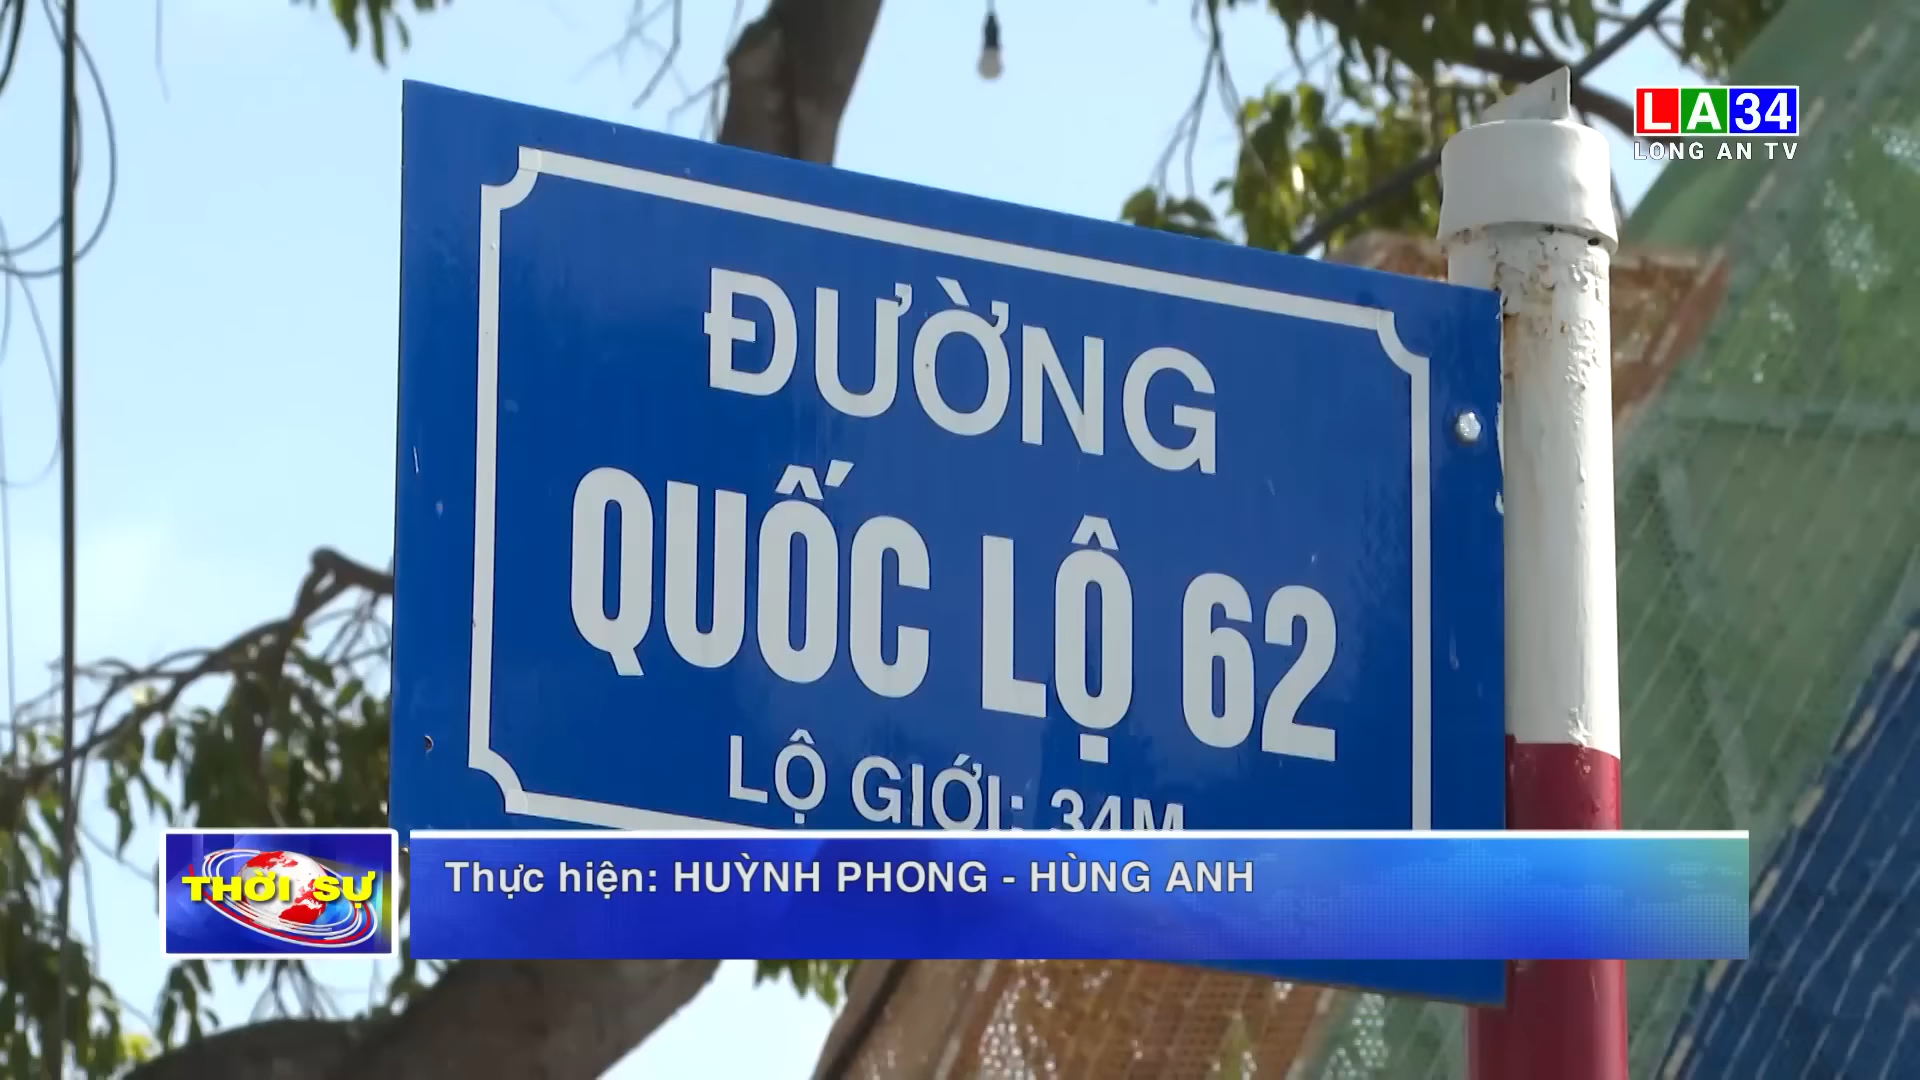 LA34
LONG AN TV
ĐƯỜNG
QUỐC LỘ 62
LỘ GIỚI: 34M
THỜI SỰ
Thực hiện: HUỲNH PHONG - HÙNG ANH